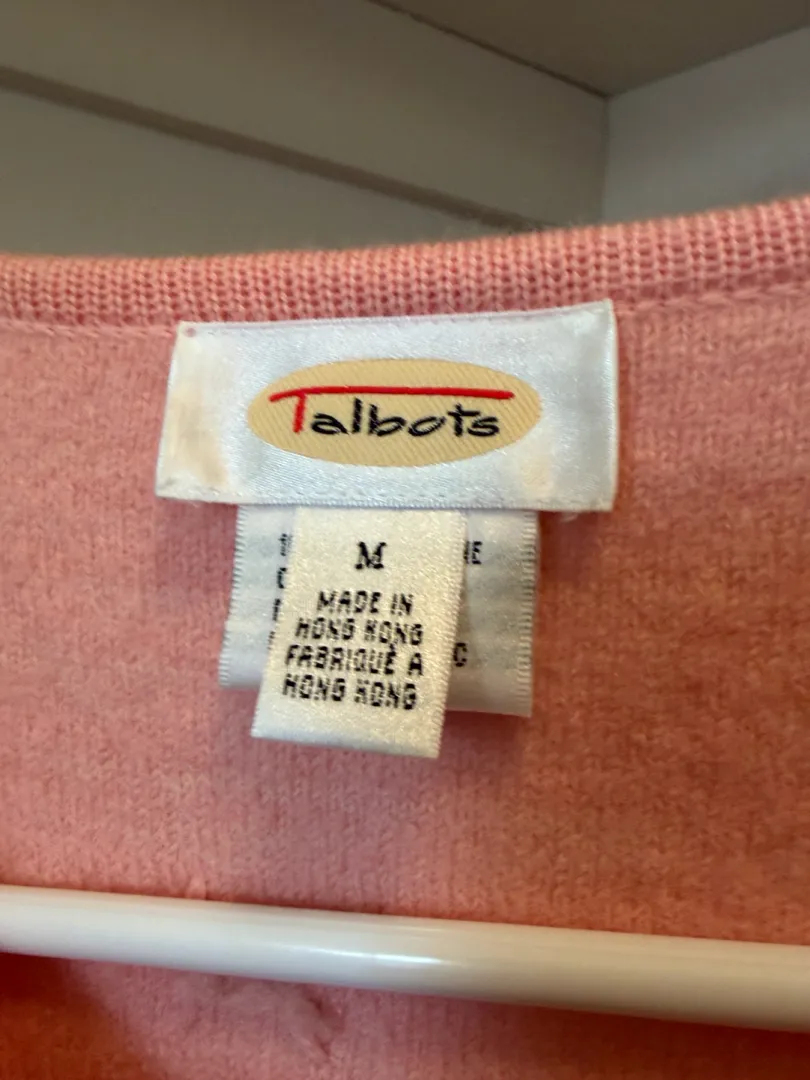 Talbots
M
MADE IN
HONG KONG
FABRIQUÉ À
HONG KONG